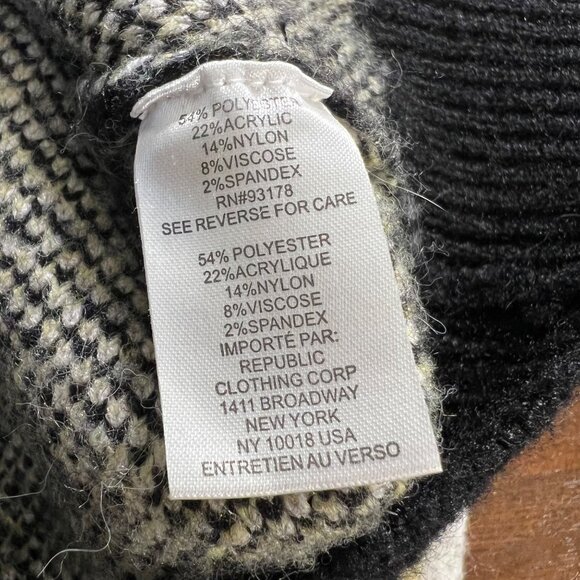 54% POLYESTER
22%ACRYLIC
14%NYLON
8%VISCOSE
2%SPANDEX
RN#93178
SEE REVERSE FOR CARE
54% POLYESTER
22%ACRYLIQUE
14%NYLON
8%VISCOSE
2%SPANDEX
IMPORTÉ PAR:
REPUBLIC
CLOTHING CORP
1411 BROADWAY
NEW YORK
NY 10018 USA
ENTRETIEN AU VERSO